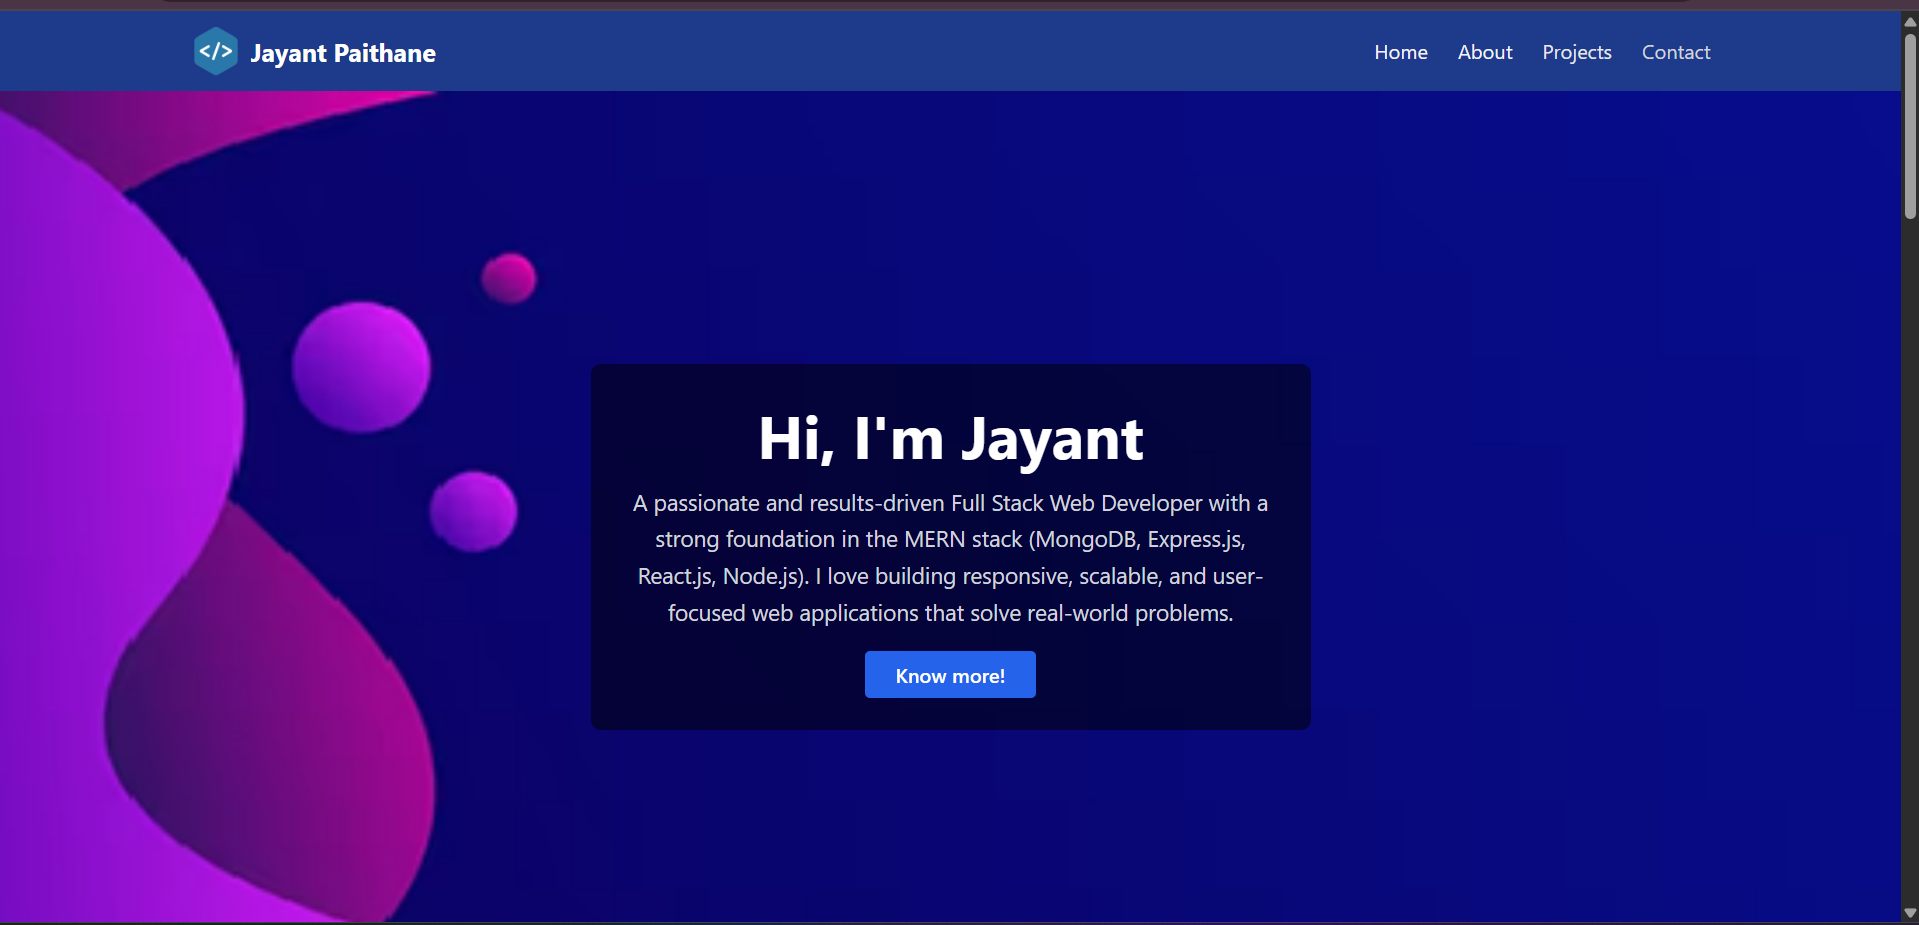 </> Jayant Paithane
Home About Projects Contact
Hi, I'm Jayant
A passionate and results-driven Full Stack Web Developer with a
strong foundation in the MERN stack (MongoDB, Express.js,
React.js, Node.js). I love building responsive, scalable, and user-
focused web applications that solve real-world problems.
Know more!